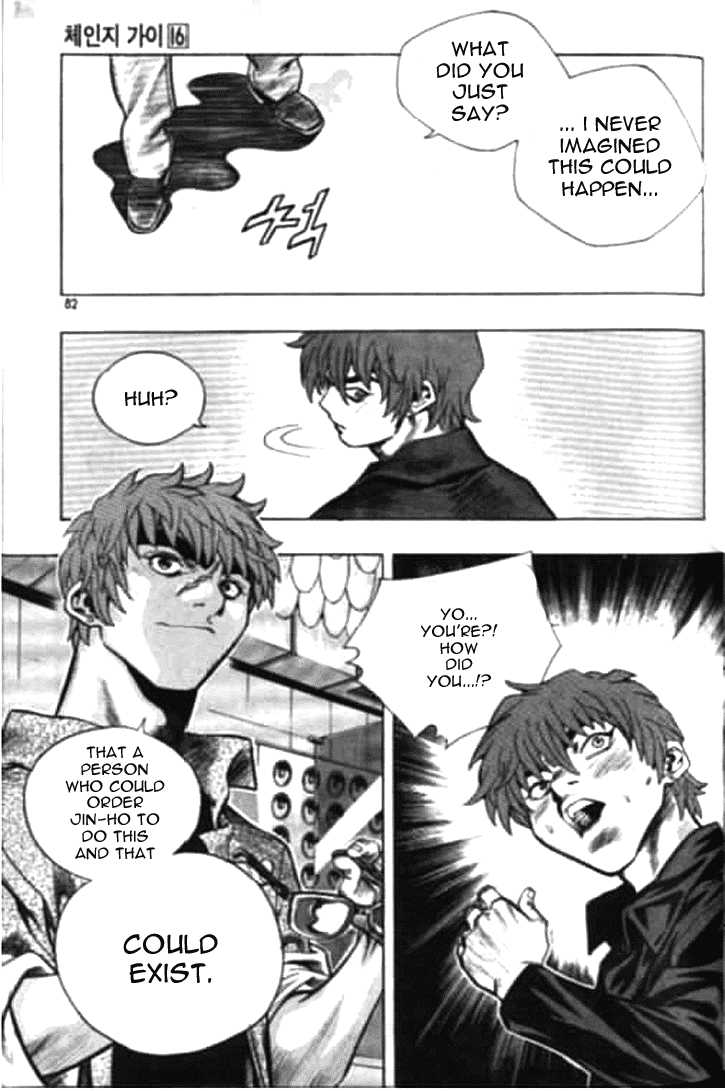 체인지 가이 16
WHAT
DID YOU
JUST
SAY?
... I NEVER
IMAGINED
THIS COULD
HAPPEN...
82
HUH?
YO...
YOU'RE?!
HOW
DID
YOU...!?
THAT A
PERSON
WHO COULD
ORDER
JIN-HO TO
DO THIS
AND THAT
COULD
EXIST.